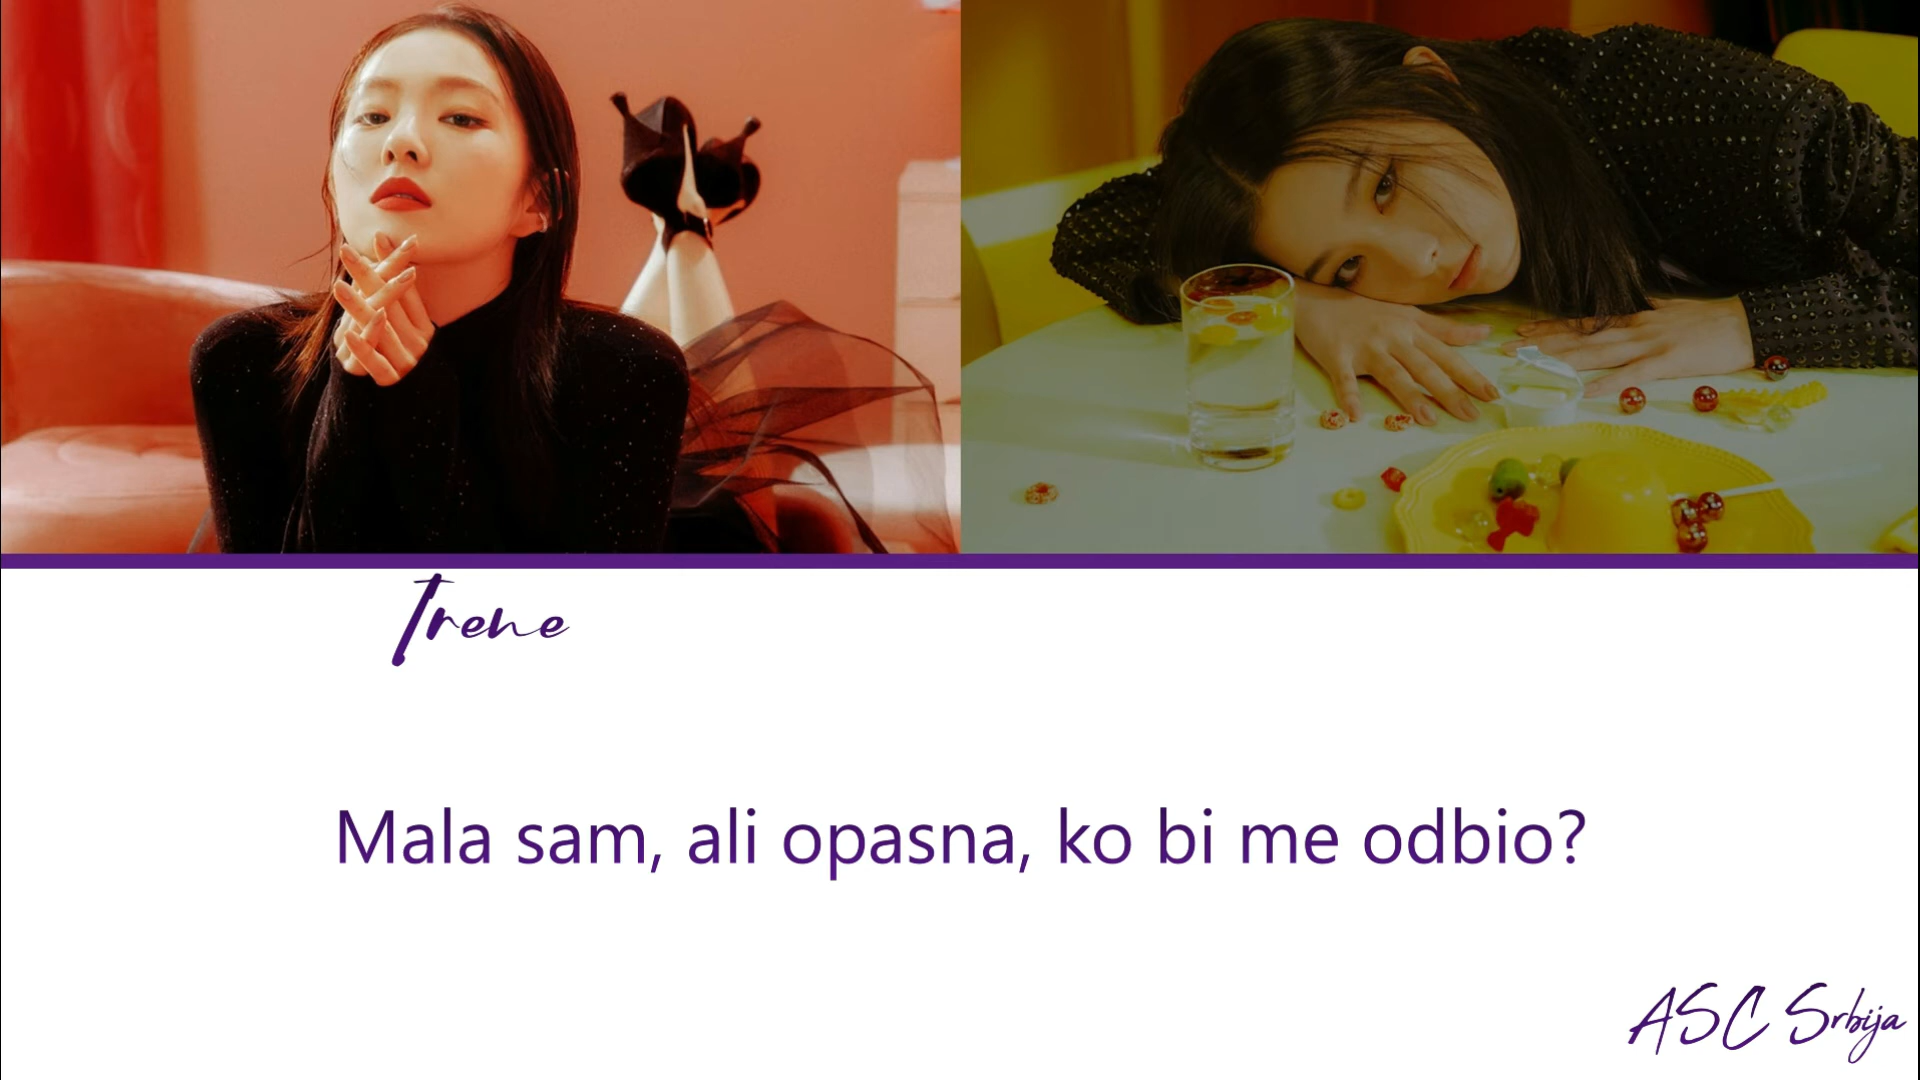 Irene
Mala sam, ali opasna, ko bi me odbio?
ASC Srbija